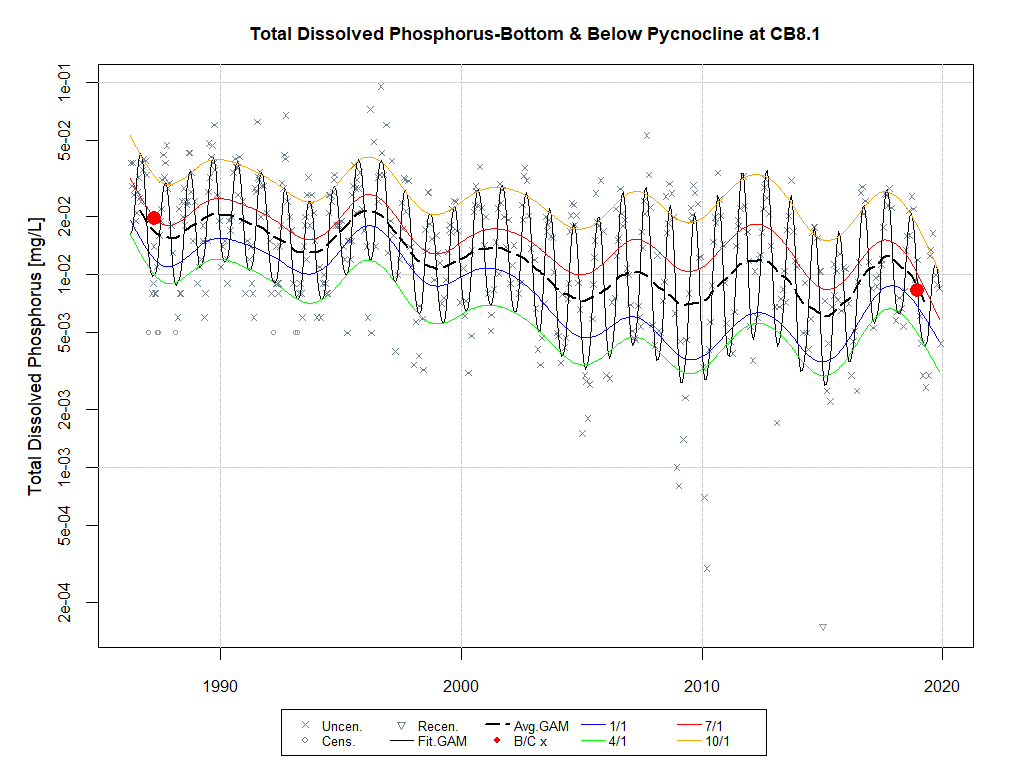 Total Dissolved Phosphorus-Bottom & Below Pycnocline at CB8.1
Total Dissolved Phosphorus [mg/L]
1e-01
5e-02
2e-02
1e-02
5e-03
2e-03
1e-03
5e-04
2e-04
1990 2000 2010 2020
Uncen. Recen. Avg.GAM 1/1 7/1
Cens. Fit.GAM B/C x 4/1 10/1